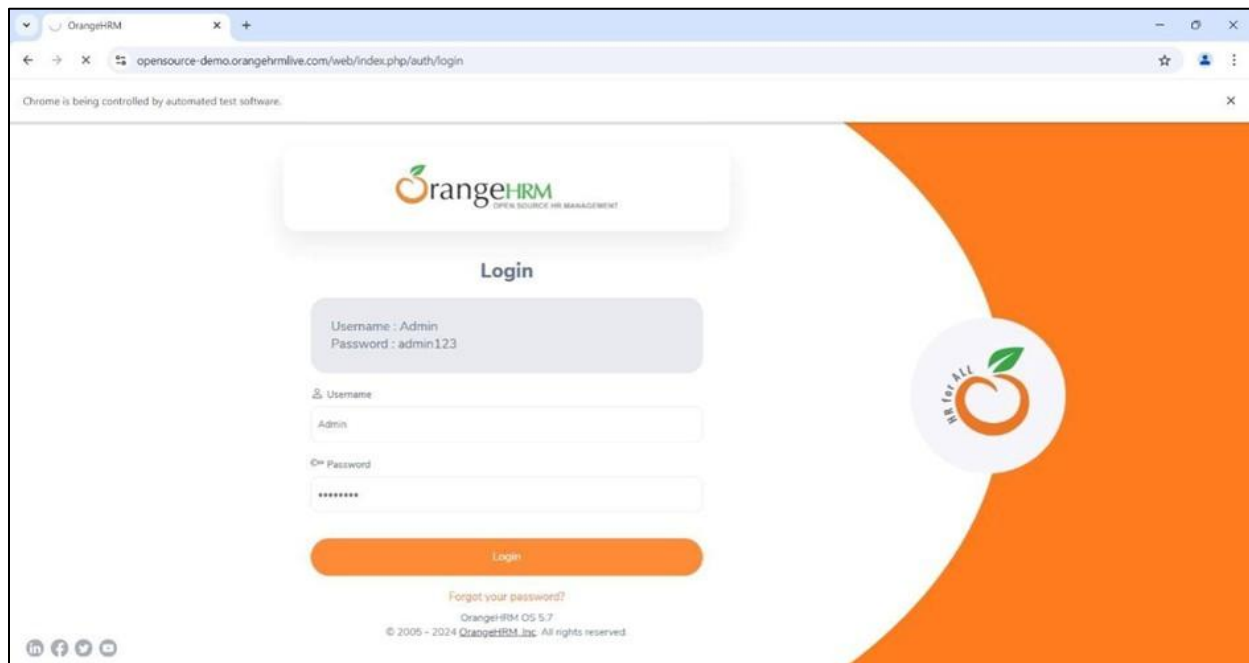 OrangeHRM
opensource-demo.orangehrmlive.com/web/index.php/auth/login
Chrome is being controlled by automated test software.
OrangeHRM
OPEN SOURCE HR MANAGEMENT
Login
Username : Admin
Password : admin123
Username
Admin
Password
••••••••
Login
Forgot your password?
OrangeHRM OS 5.7
© 2005 - 2024 OrangeHRM, Inc. All rights reserved.
HR for ALL